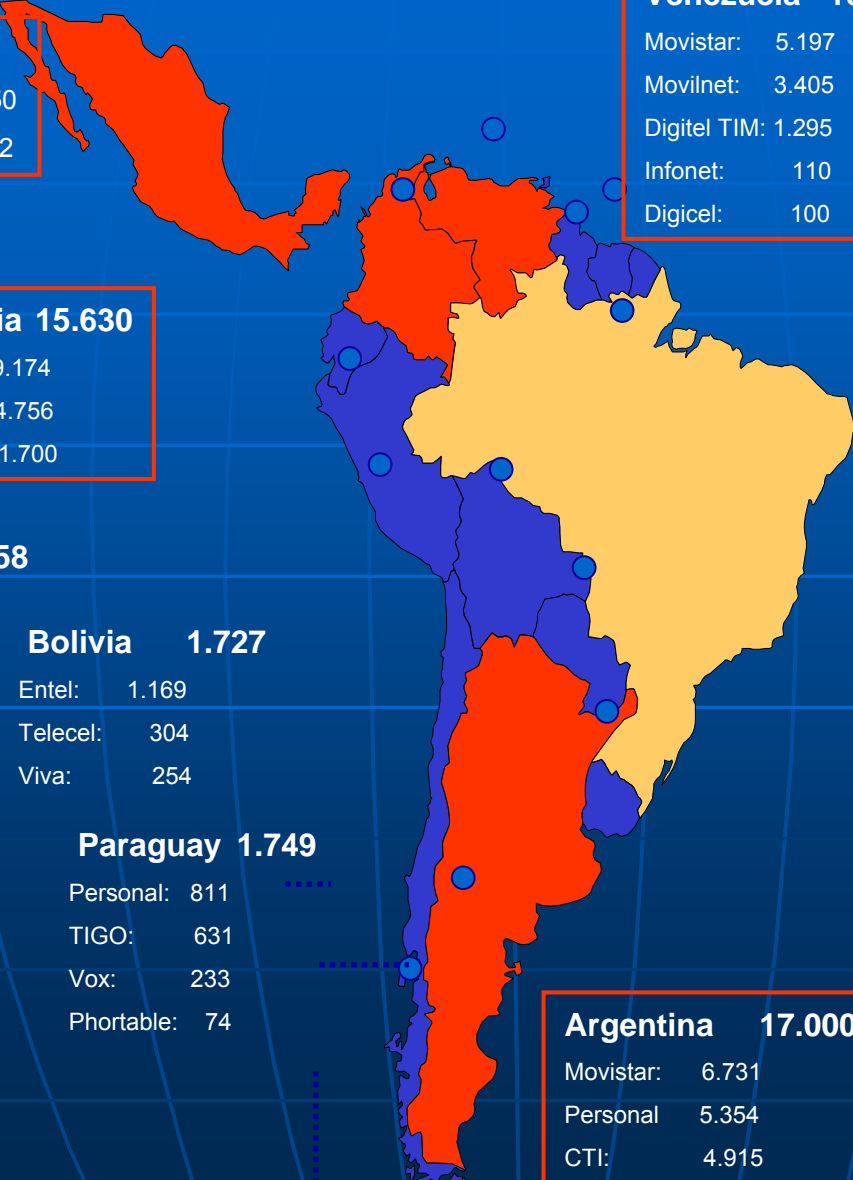 Movistar: 5.197
Movilnet: 3.405
Digitel TIM: 1.295
Infonet: 110
Digicel: 100
2
ia 15.630
9.174
4.756
1.700
58
Bolivia 1.727
Entel: 1.169
Telecel: 304
Viva: 254
Paraguay 1.749
Personal: 811
TIGO: 631
Vox: 233
Phortable: 74
Argentina 17.000
Movistar: 6.731
Personal 5.354
CTI: 4.915